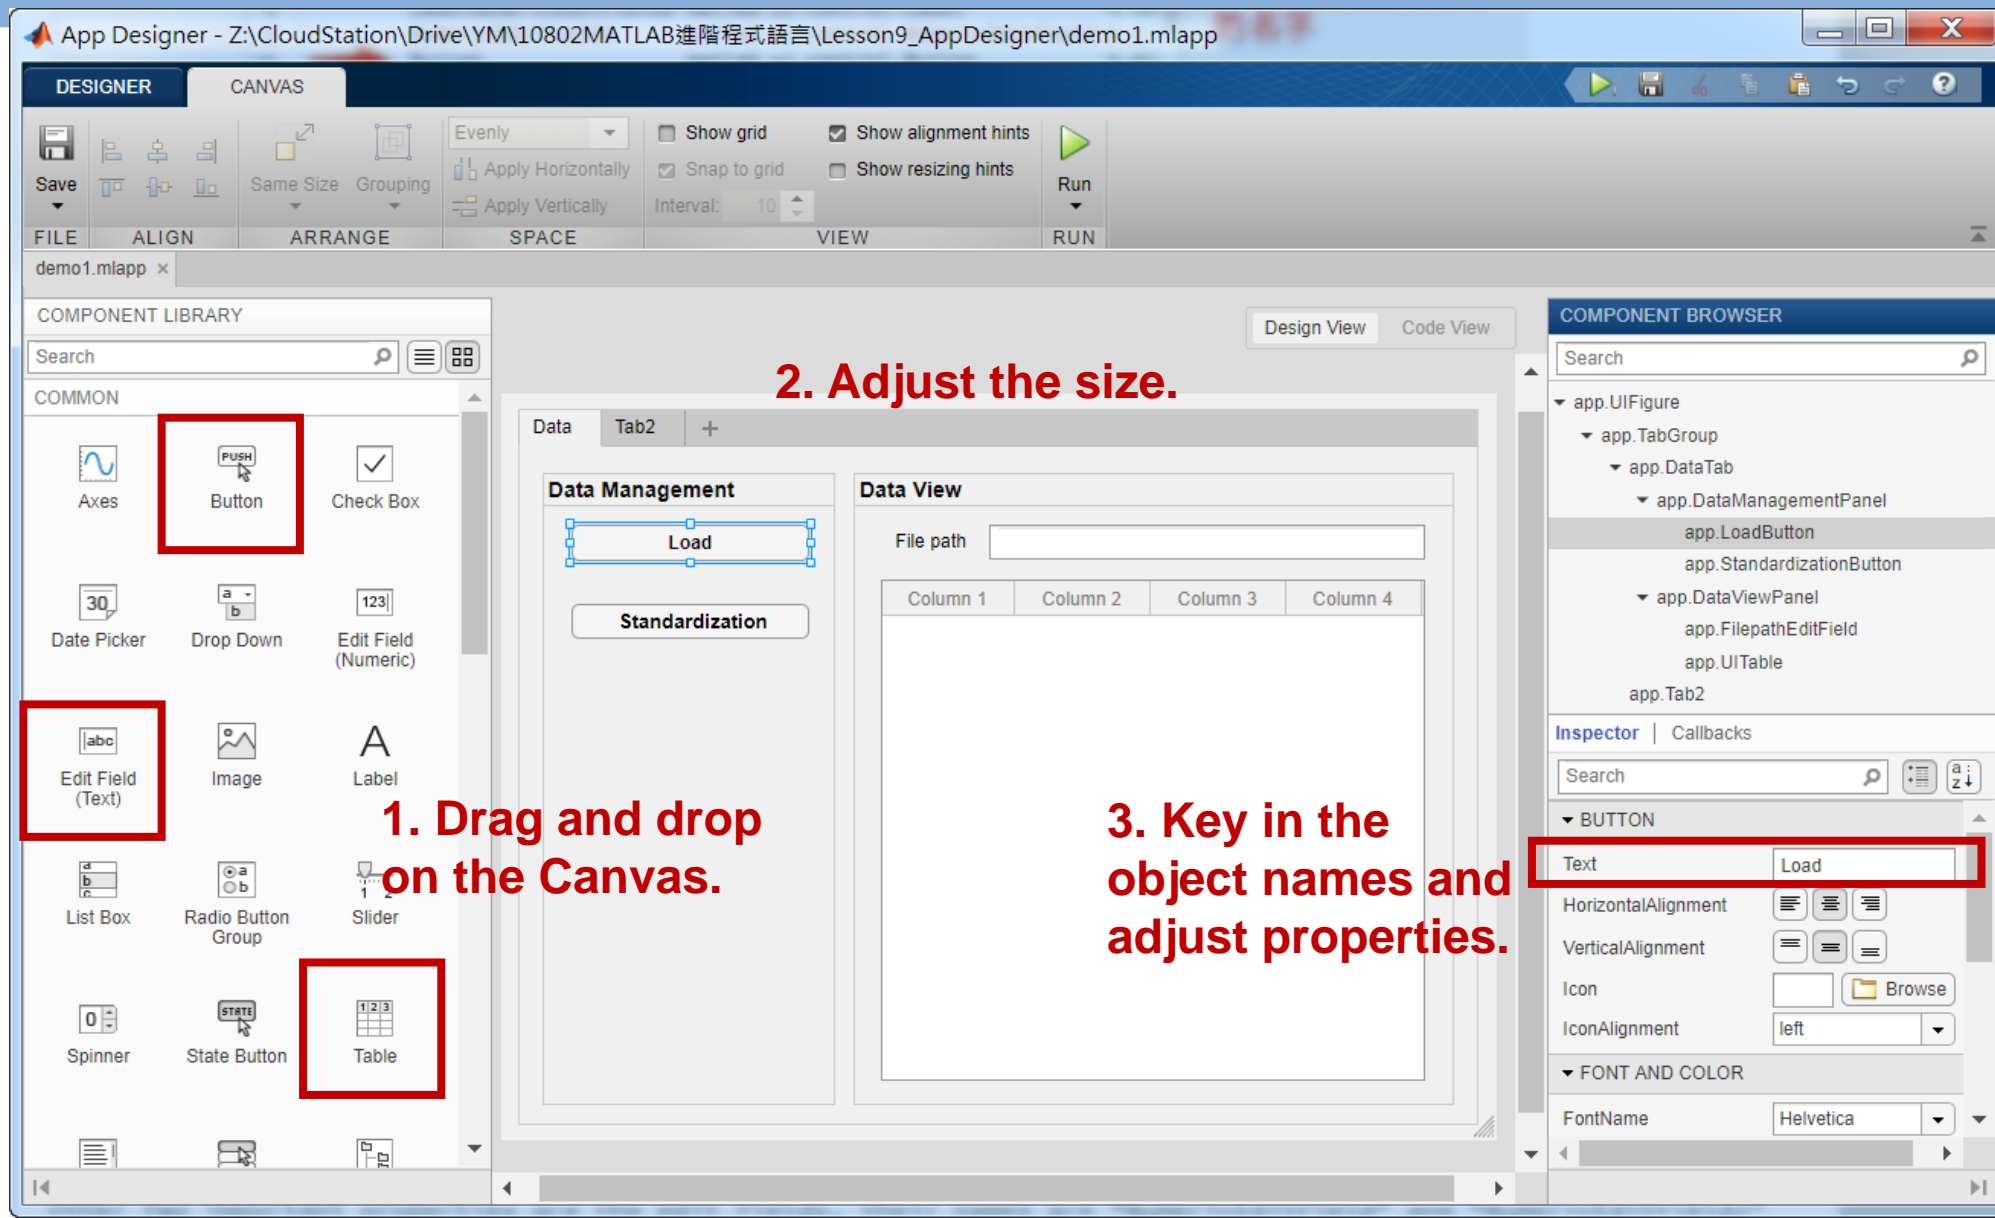 App Designer - Z:\CloudStation\Drive\YM\10802MATLAB進階程式語言\Lesson9_AppDesigner\demo1.mlapp
DESIGNER CANVAS
Evenly Show grid Show alignment hints
Apply Horizontally Snap to grid Show resizing hints
Save Same Size Grouping Run
Apply Vertically Interval: 10
FILE ALIGN ARRANGE SPACE VIEW RUN
demo1.mlapp
COMPONENT LIBRARY
Search
COMMON
PUSH
Axes Button Check Box
30 a b 123
Date Picker Drop Down Edit Field
(Numeric)
abc A
Edit Field Image Label
(Text)
a b c a b 1 2
List Box Radio Button Slider
Group
0 STATE 1 2 3
Spinner State Button Table
1. Drag and drop
on the Canvas.
Design View Code View
2. Adjust the size.
Data Tab2 +
Data Management
Load
Standardization
Data View
File path
Column 1 Column 2 Column 3 Column 4
3. Key in the
object names and
adjust properties.
COMPONENT BROWSER
Search
app.UIFigure
app.TabGroup
app.DataTab
app.DataManagementPanel
app.LoadButton
app.StandardizationButton
app.DataViewPanel
app.FilepathEditField
app.UITable
app.Tab2
Inspector | Callbacks
Search a z
BUTTON
Text Load
HorizontalAlignment
VerticalAlignment
Icon Browse
IconAlignment left
FONT AND COLOR
FontName Helvetica